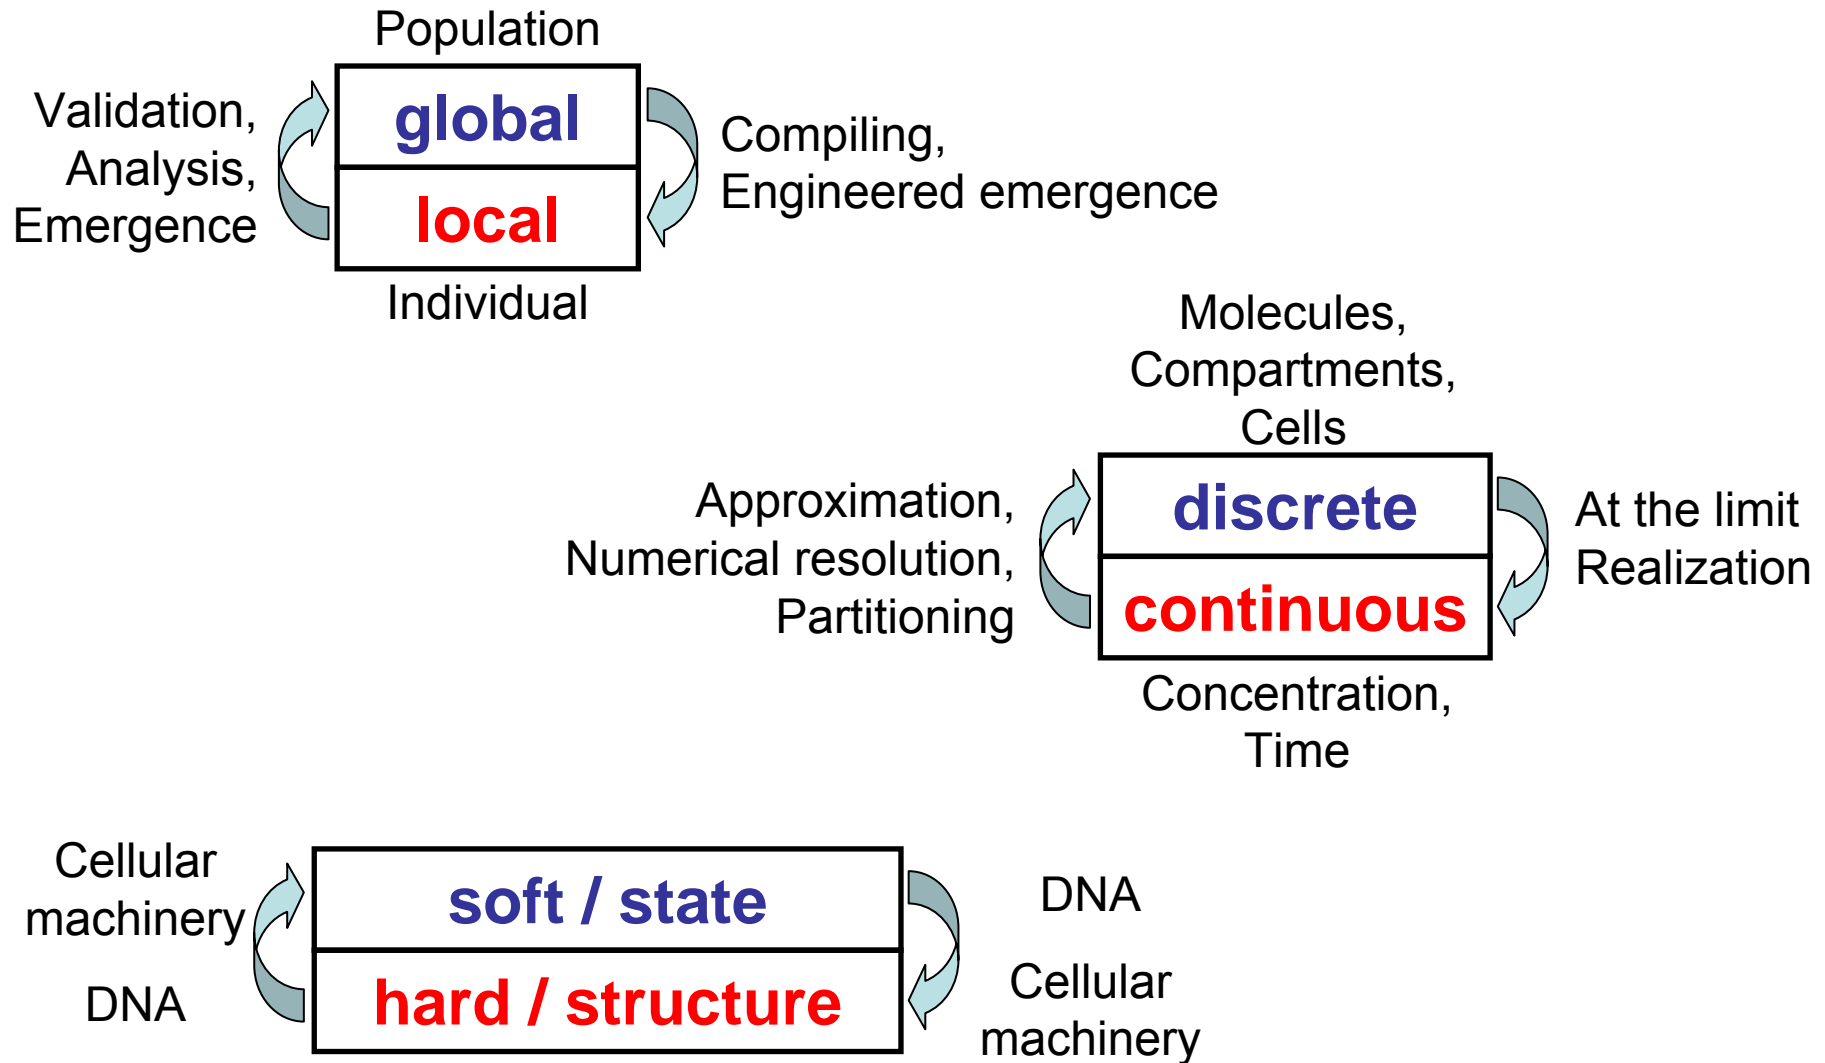 Population
Validation,
Analysis,
Emergence
global
local
Compiling,
Engineered emergence
Individual
Molecules,
Compartments,
Cells
Approximation,
Numerical resolution,
Partitioning
discrete
continuous
At the limit
Realization
Concentration,
Time
Cellular
machinery
DNA
soft / state
hard / structure
DNA
Cellular
machinery